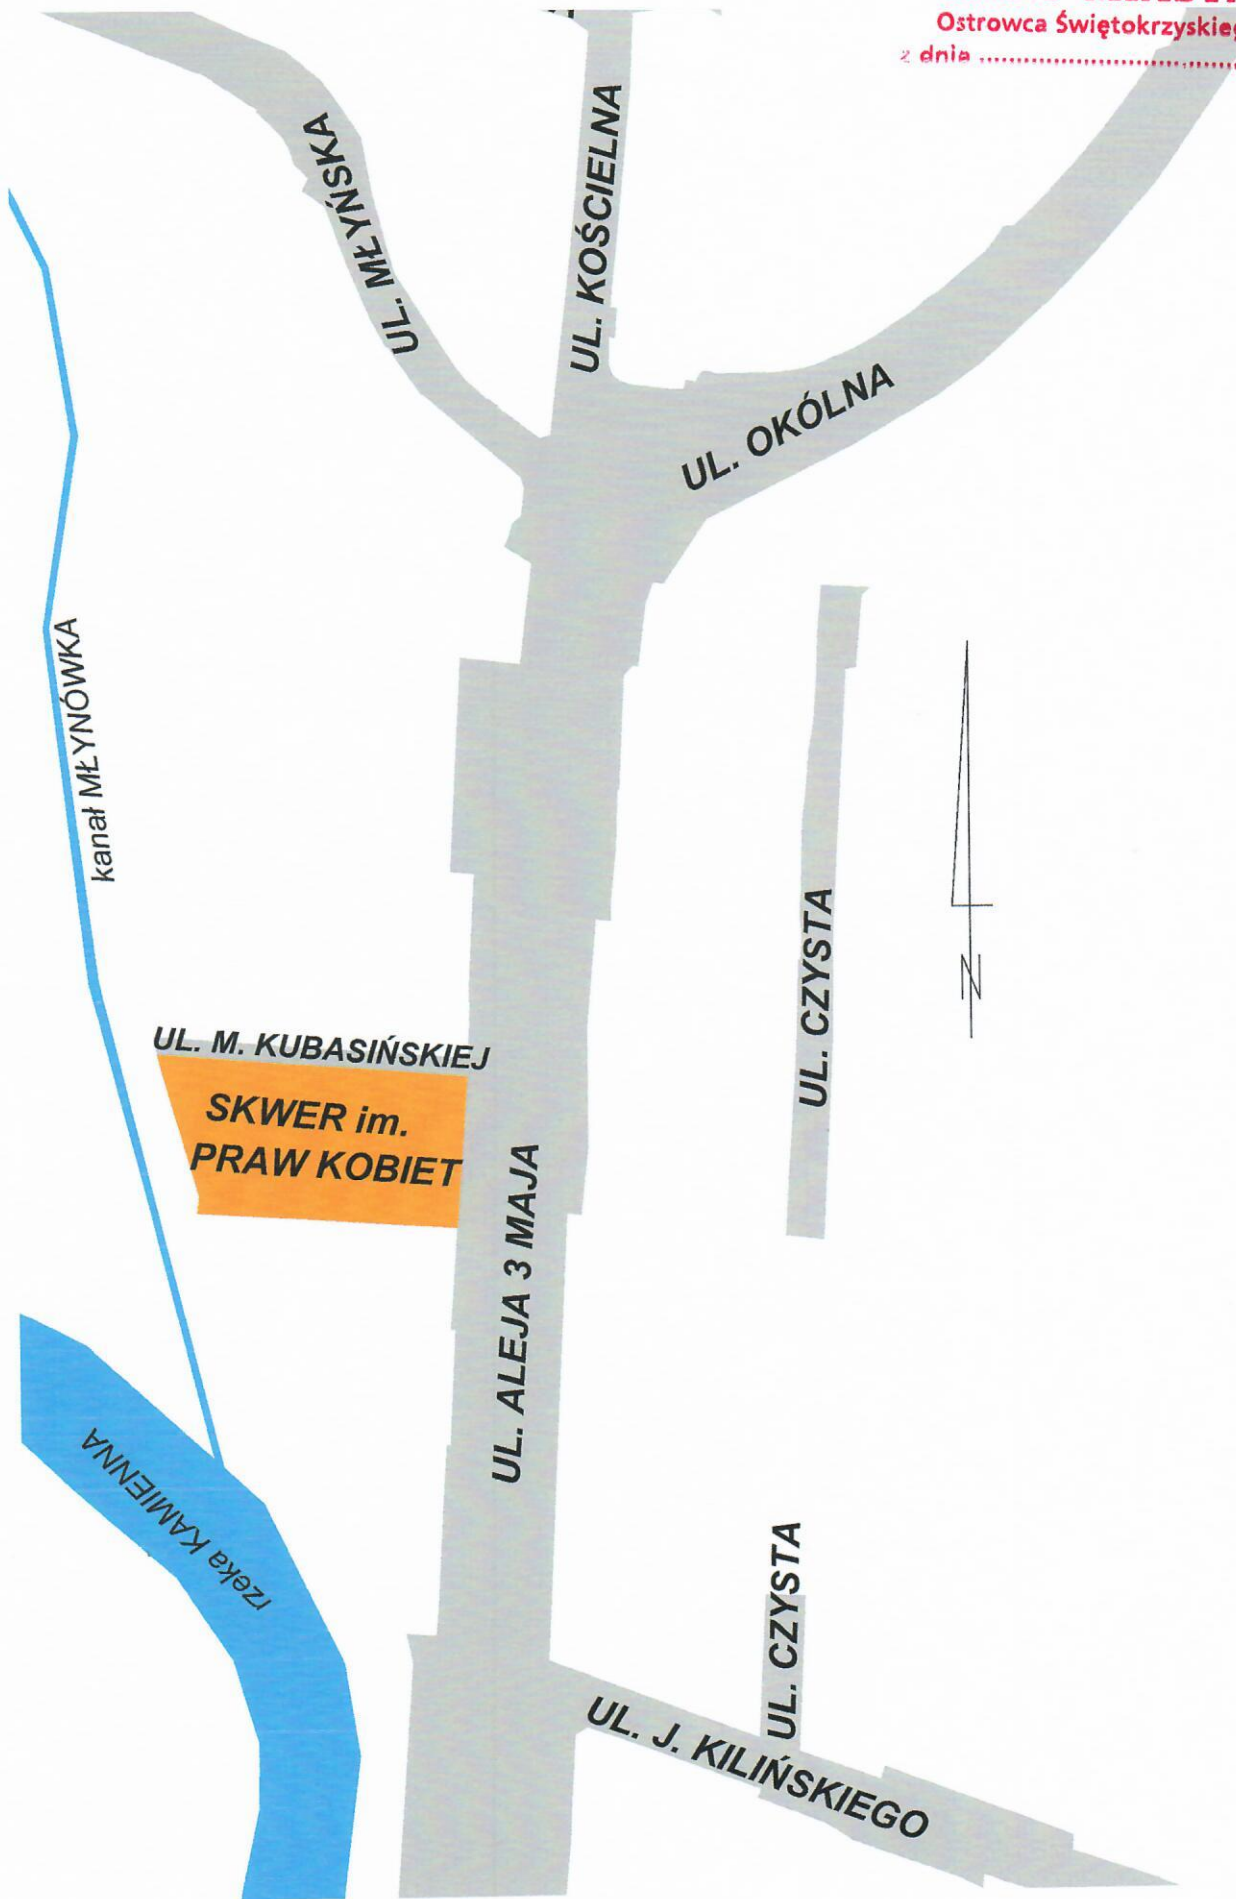 Ostrowca Świętokrzyskieg
z dnia
UL. MŁYŃSKA
UL. KOŚCIELNA
UL. OKÓLNA
kanał MŁYNÓWKA
UL. CZYSTA
N
UL. M. KUBASIŃSKIEJ
SKWER im.
PRAW KOBIET
UL. ALEJA 3 MAJA
rzeka KAMIENNA
UL. CZYSTA
UL. J. KILIŃSKIEGO